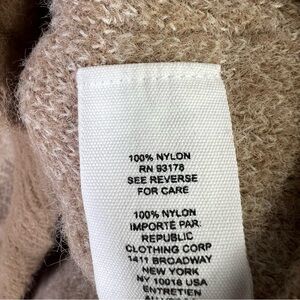 100% NYLON
RN 93178
SEE REVERSE
FOR CARE
100% NYLON
IMPORTÉ PAR:
REPUBLIC
CLOTHING CORP
1411 BROADWAY
NEW YORK
NY 10018 USA
ENTRETIEN